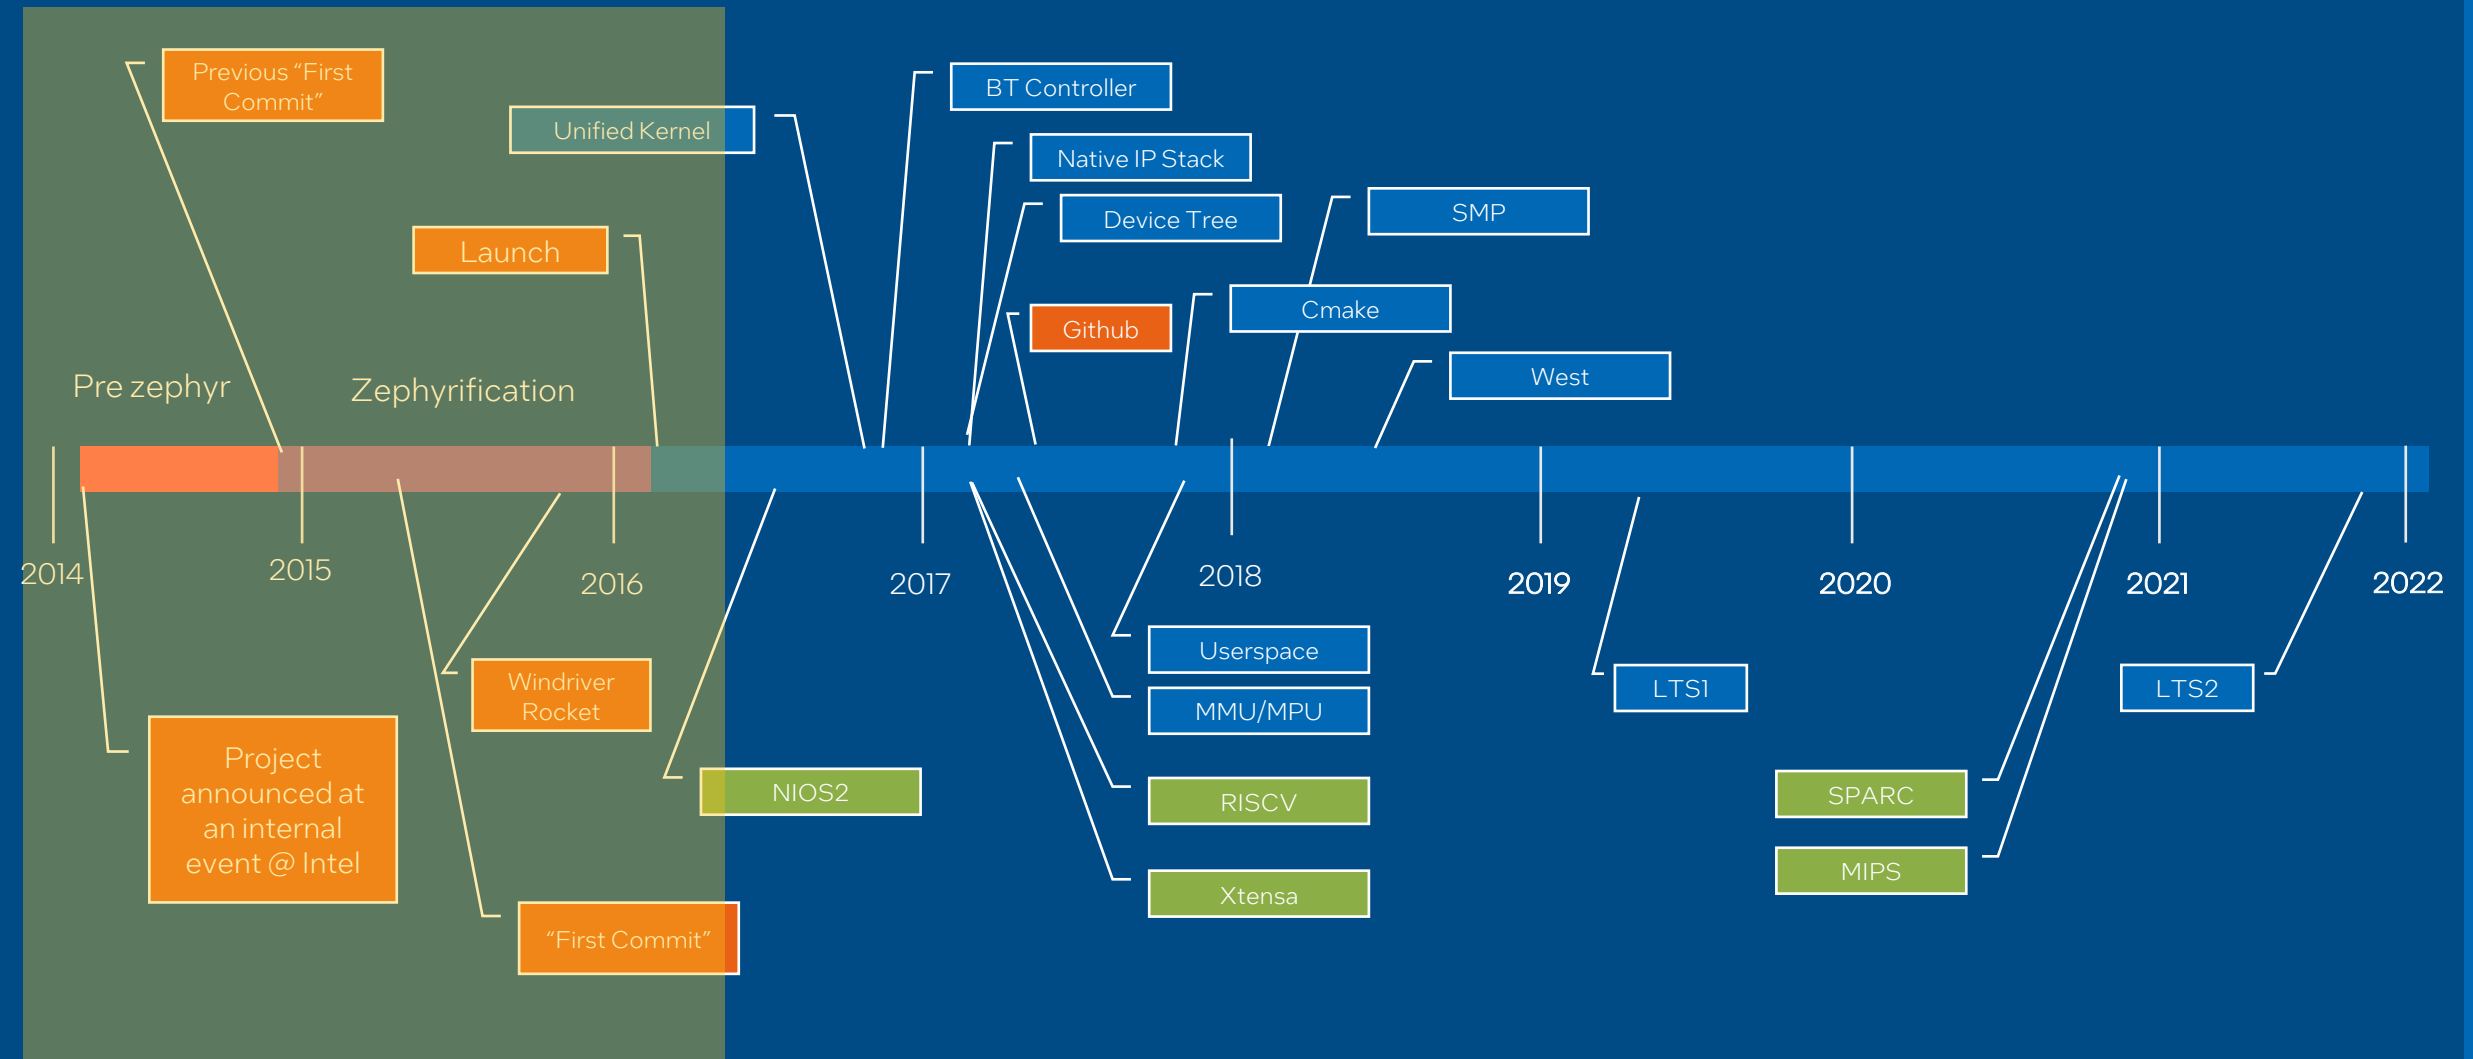 Previous “First
Commit”
Unified Kernel
BT Controller
Native IP Stack
Device Tree
SMP
Launch
Cmake
Github
West
Pre zephyr
Zephyrification
2014
2015
2016
2017
2018
2019
2020
2021
2022
Userspace
MMU/MPU
Windriver
Rocket
LTS1
LTS2
Project
announced at
an internal
event @ Intel
NIOS2
RISCV
SPARC
MIPS
Xtensa
“First Commit”